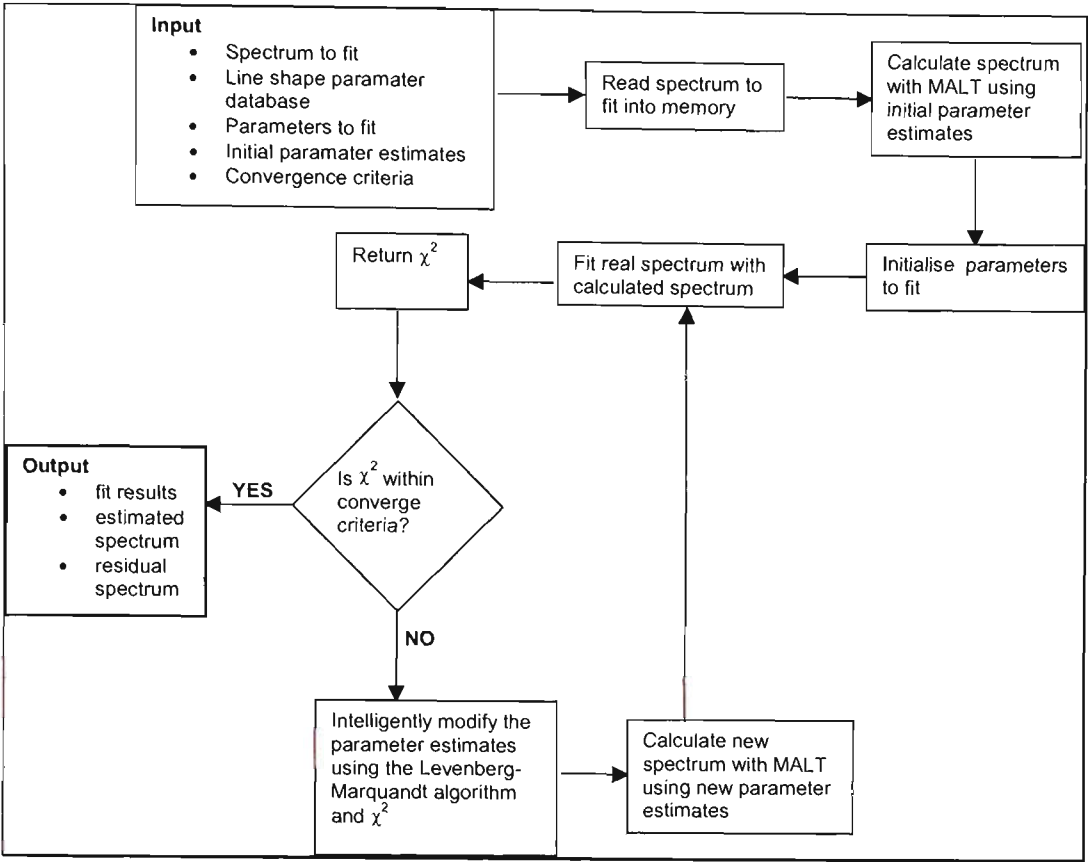 Input
• Spectrum to fit
• Line shape paramater
database
• Parameters to fit
• Initial paramater estimates
• Convergence criteria
Read spectrum to
fit into memory
Calculate spectrum
with MALT using
initial parameter
estimates
Initialise parameters
to fit
Fit real spectrum with
calculated spectrum
Return χ²
Is χ² within
converge
criteria?
YES
Output
• fit results
• estimated
spectrum
• residual
spectrum
NO
Intelligently modify the
parameter estimates
using the Levenberg-
Marquandt algorithm
and χ²
Calculate new
spectrum with MALT
using new parameter
estimates